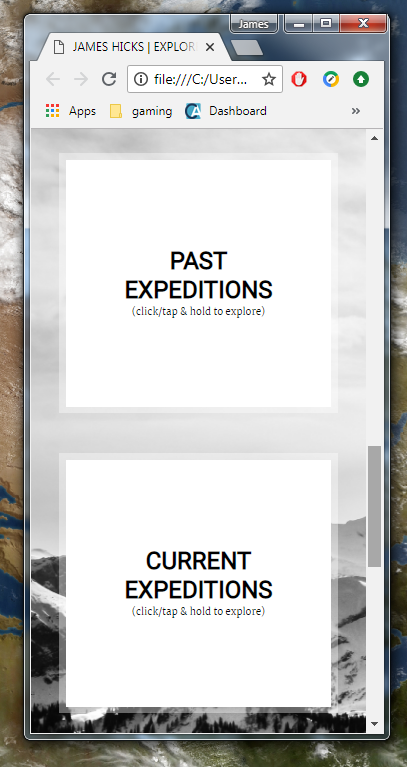 James
JAMES HICKS | EXPLOR
file:///C:/User...
Apps gaming Dashboard »
PAST
EXPEDITIONS
(click/tap & hold to explore)
CURRENT
EXPEDITIONS
(click/tap & hold to explore)